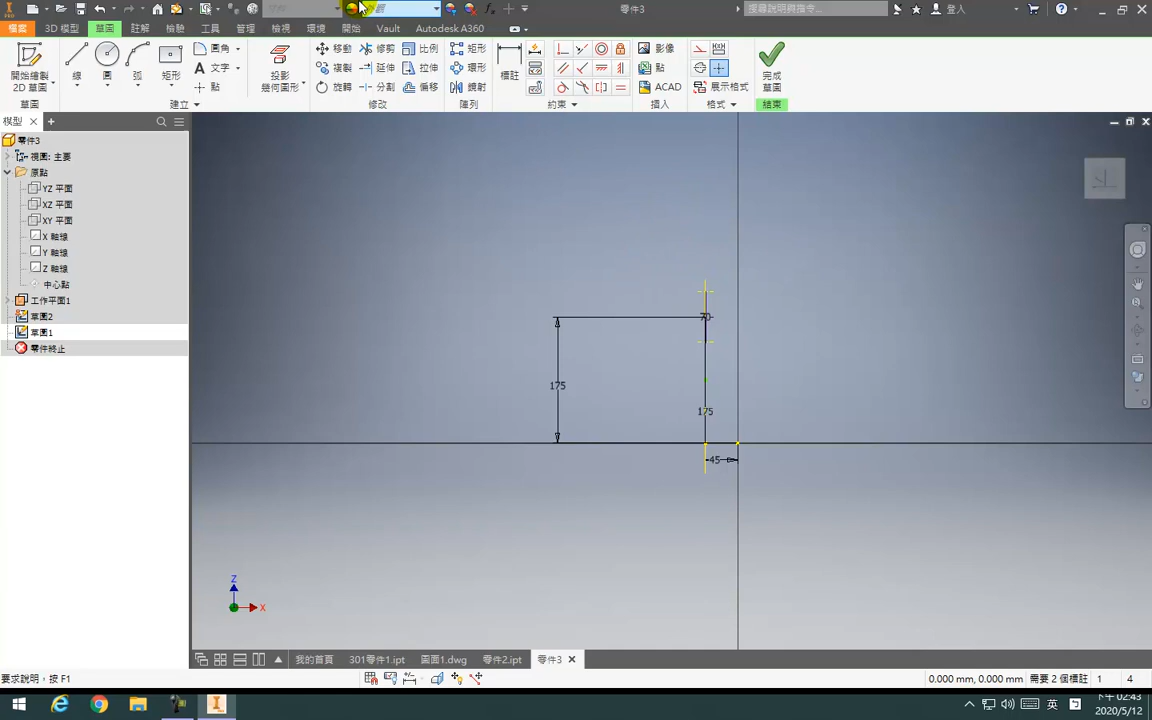 零件3
搜尋說明與指令...
登入
檔案 3D 模型 草圖 註解 檢驗 工具 管理 檢視 環境 開始 Vault Autodesk A360
開始繪製
2D 草圖
線 圓 弧 矩形
圓角
文字
點
投影
幾何圖形
移動 修剪 比例
複製 延伸 拉伸
旋轉 分割 偏移
矩形
環形
鏡射
標註
影像
點
ACAD
展示格式
完成
草圖
草圖 建立 修改 陣列 約束 插入 格式 結束
模型
零件3
視圖: 主要
原點
YZ 平面
XZ 平面
XY 平面
X 軸線
Y 軸線
Z 軸線
中心點
工作平面1
草圖2
草圖1
零件終止
70
175
175
45
Z
X
我的首頁 301零件1.ipt 圖面1.dwg 零件2.ipt 零件3
要求說明，按 F1
0.000 mm, 0.000 mm 需要 2 個標註 1 4
英
下午 02:43
2020/5/12